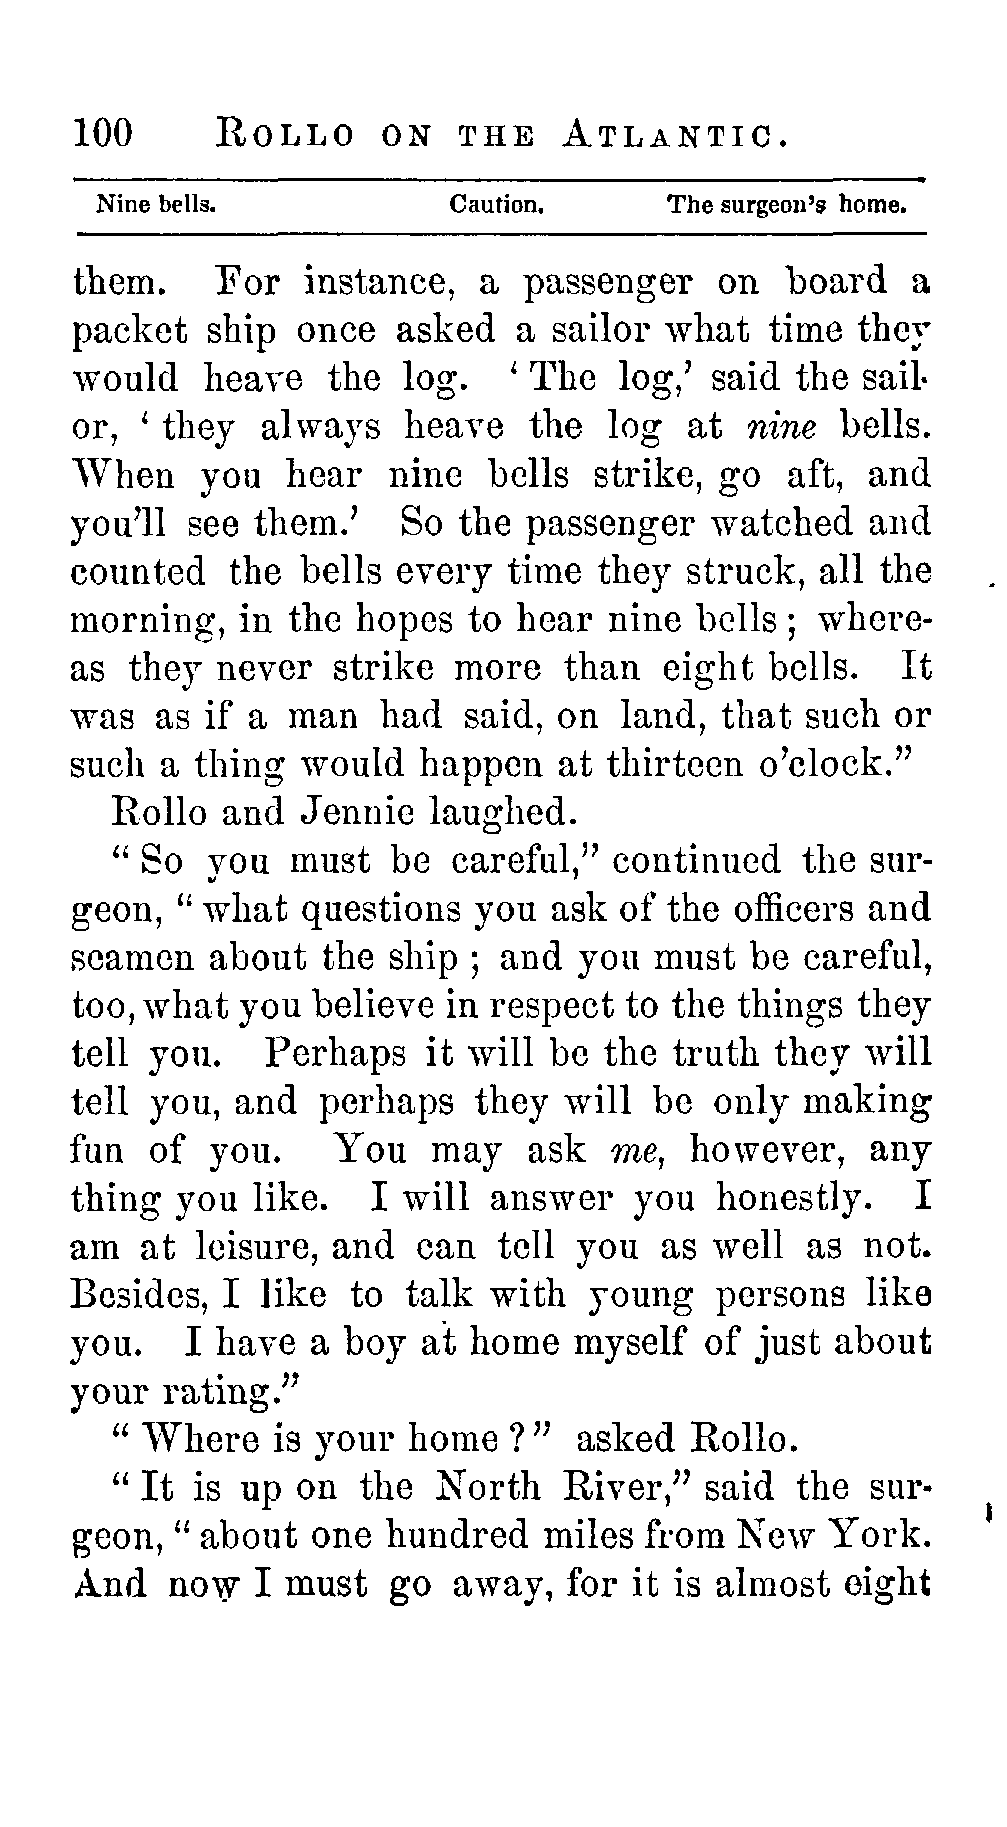 100 ROLLO ON THE ATLANTIC.
Nine bells. Caution. The surgeon's home.
them. For instance, a passenger on board a
packet ship once asked a sailor what time they
would heave the log. ‘ The log,’ said the sail-
or, ‘ they always heave the log at nine bells.
When you hear nine bells strike, go aft, and
you’ll see them.’ So the passenger watched and
counted the bells every time they struck, all the
morning, in the hopes to hear nine bells ; where-
as they never strike more than eight bells. It
was as if a man had said, on land, that such or
such a thing would happen at thirteen o’clock.”
Rollo and Jennie laughed.
“ So you must be careful,” continued the sur-
geon, “ what questions you ask of the officers and
seamen about the ship ; and you must be careful,
too, what you believe in respect to the things they
tell you. Perhaps it will be the truth they will
tell you, and perhaps they will be only making
fun of you. You may ask me, however, any
thing you like. I will answer you honestly. I
am at leisure, and can tell you as well as not.
Besides, I like to talk with young persons like
you. I have a boy at home myself of just about
your rating.”
“ Where is your home ? ” asked Rollo.
“ It is up on the North River,” said the sur-
geon, “ about one hundred miles from New York.
And now I must go away, for it is almost eight